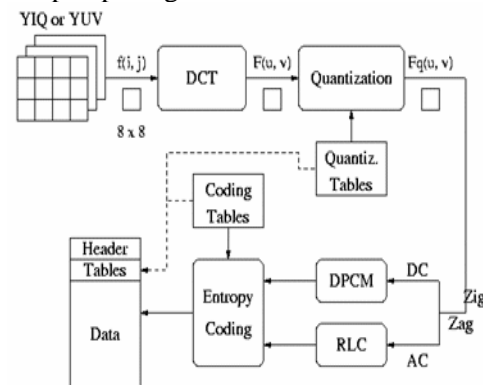 YIQ or YUV
f(i, j)
DCT
F(u, v)
Quantization
Fq(u, v)
8 x 8
Quantiz.
Tables
Coding
Tables
Header
Tables
Data
Entropy
Coding
DPCM
DC
Zig
Zag
RLC
AC